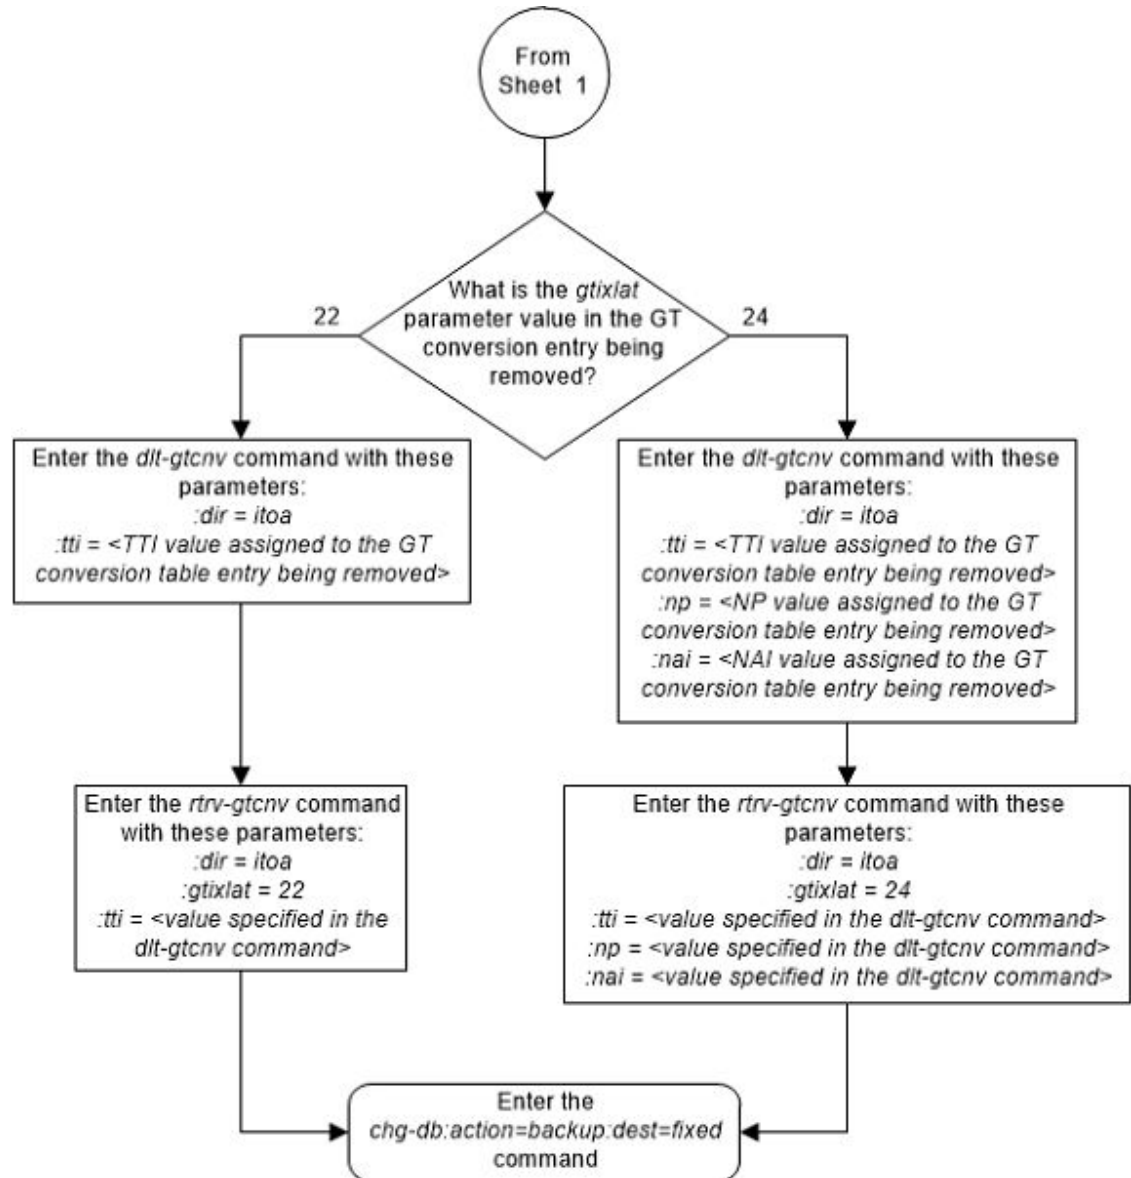 From
Sheet 1
What is the gtixlat
parameter value in the GT
conversion entry being
removed?
22
24
Enter the dlt-gtcnv command with these
parameters:
:dir = itoa
:tti = <TTI value assigned to the GT
conversion table entry being removed>
Enter the dlt-gtcnv command with these
parameters:
:dir = itoa
:tti = <TTI value assigned to the GT
conversion table entry being removed>
:np = <NP value assigned to the GT
conversion table entry being removed>
:nai = <NAI value assigned to the GT
conversion table entry being removed>
Enter the rtrv-gtcnv command
with these parameters:
:dir = itoa
:gtixlat = 22
:tti = <value specified in the
dlt-gtcnv command>
Enter the rtrv-gtcnv command with these
parameters:
:dir = itoa
:gtixlat = 24
:tti = <value specified in the dlt-gtcnv command>
:np = <value specified in the dlt-gtcnv command>
:nai = <value specified in the dlt-gtcnv command>
Enter the
chg-db:action=backup:dest=fixed
command